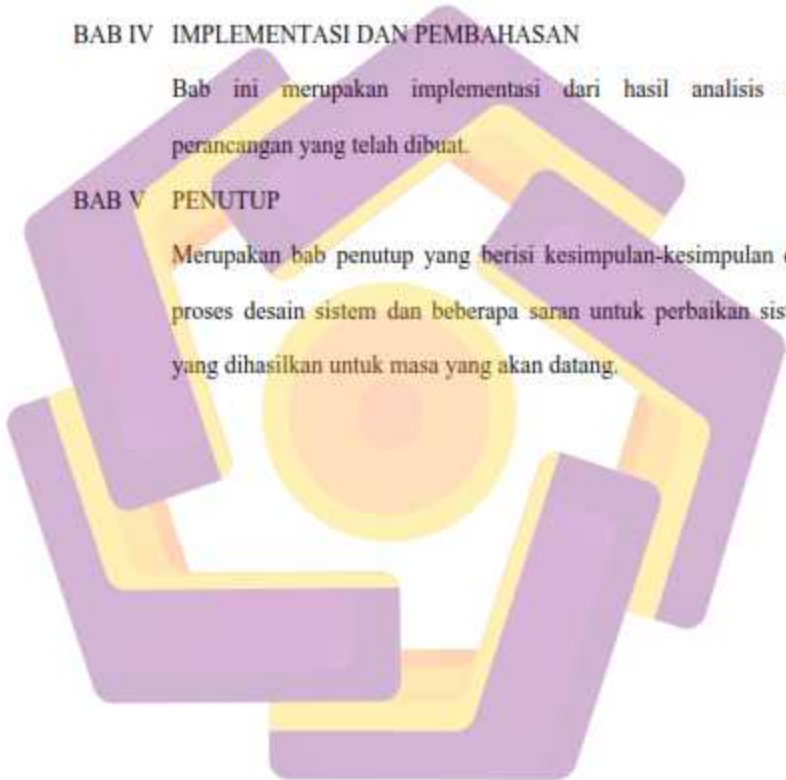 BAB IV IMPLEMENTASI DAN PEMBAHASAN
Bab ini merupakan implementasi dari hasil analisis
perancangan yang telah dibuat.
BAB V PENUTUP
Merupakan bab penutup yang berisi kesimpulan-kesimpulan
proses desain sistem dan beberapa saran untuk perbaikan
yang dihasilkan untuk masa yang akan datang.